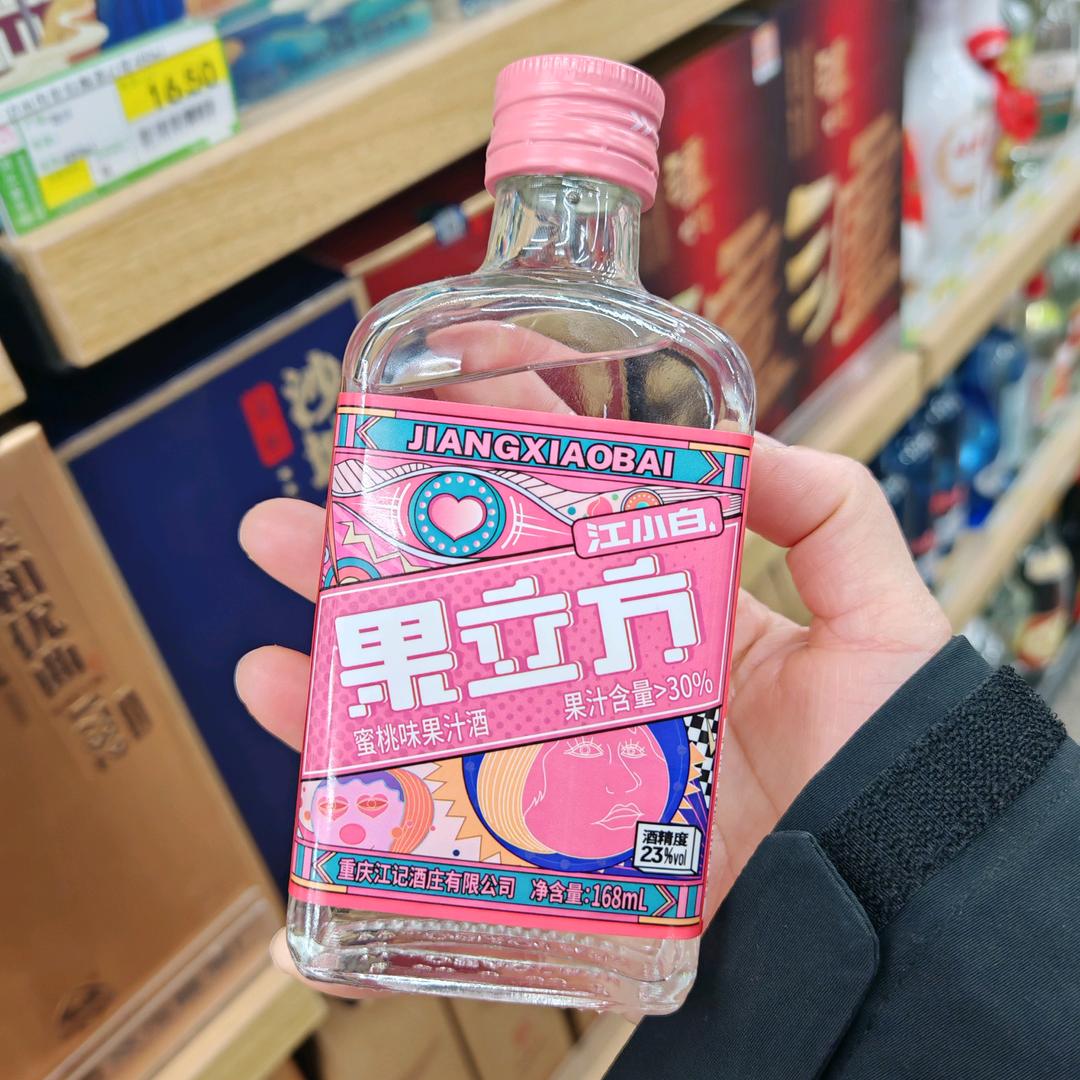 16.50
JIANGXIAOBAI
江小白
果立方
果汁含量>30%
蜜桃味果汁酒
酒精度
23%vol
重庆江记酒庄有限公司 净含量:168mL